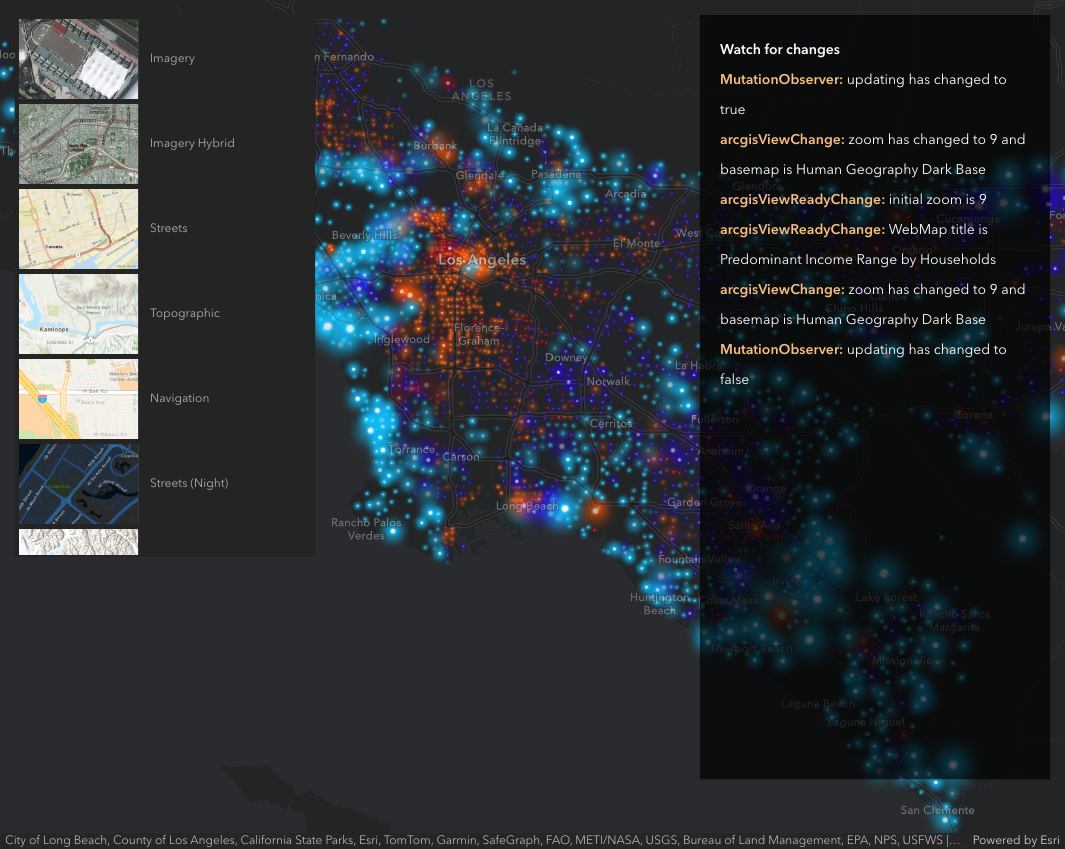 Imagery
Imagery Hybrid
Streets
Toronto
Topographic
Kamloops
Navigation
Streets (Night)
n Fernando
LOS
ANGELES
La Canada
Flintridge
Burbank
Glendale
Pasadena
Arcadia
Beverly Hills
El Monte
West Co
Los Angeles
nica
Inglewood
Florence-
Graham
Downey
Norwalk
La Habra
Cerritos
Torrance
Carson
Long Beach
Rancho Palos
Verdes
Fullerton
Anaheim
Orange
Garden Grove
Santa Ana
Fountain Valley
Huntington
Beach
Costa Mesa
Irvine
Lake Forest
Rancho Santa
Margarita
Newport Beach
Mission Viejo
Laguna Beach
Laguna Niguel
San Clemente
Glendora
Cucamonga
Chino Hills
Jurupa Va
Corona
Watch for changes
MutationObserver: updating has changed to
true
arcgisViewChange: zoom has changed to 9 and
basemap is Human Geography Dark Base
arcgisViewReadyChange: initial zoom is 9
arcgisViewReadyChange: WebMap title is
Predominant Income Range by Households
arcgisViewChange: zoom has changed to 9 and
basemap is Human Geography Dark Base
MutationObserver: updating has changed to
false
City of Long Beach, County of Los Angeles, California State Parks, Esri, TomTom, Garmin, SafeGraph, FAO, METI/NASA, USGS, Bureau of Land Management, EPA, NPS, USFWS |...
Powered by Esri